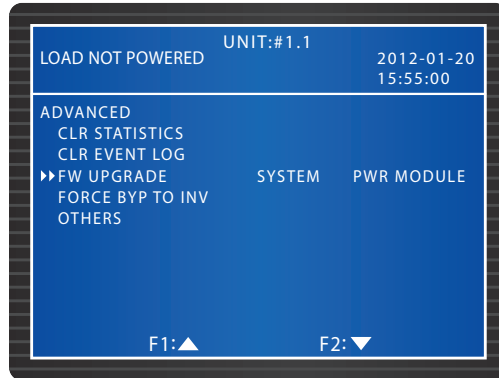 UNIT:#1.1
LOAD NOT POWERED 2012-01-20
15:55:00
ADVANCED
CLR STATISTICS
CLR EVENT LOG
FW UPGRADE SYSTEM PWR MODULE
FORCE BYP TO INV
OTHERS
F1:▲ F2:▼